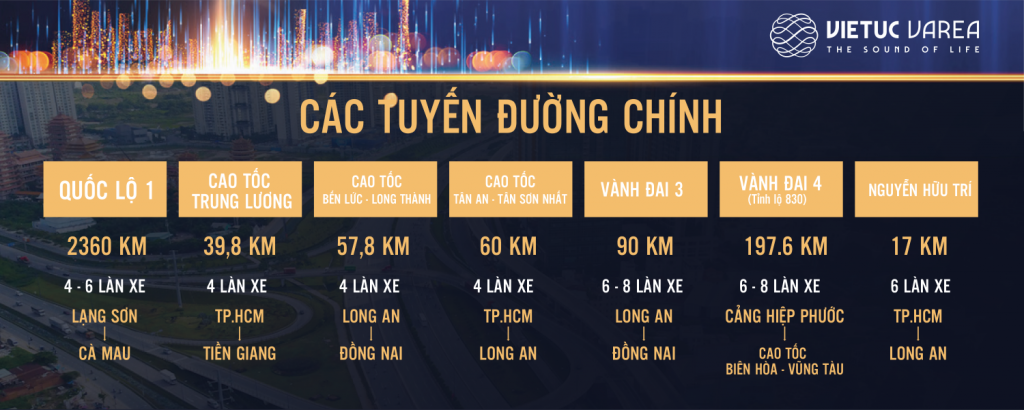 VIETUC VAREA
THE SOUND OF LIFE
CÁC TUYẾN ĐƯỜNG CHÍNH
QUỐC LỘ 1
2360 KM
4 - 6 LÀN XE
LẠNG SƠN
CÀ MAU
CAO TỐC
TRUNG LƯƠNG
39,8 KM
4 LÀN XE
TP.HCM
TIỀN GIANG
CAO TỐC
BẾN LỨC - LONG THÀNH
57,8 KM
4 LÀN XE
LONG AN
ĐỒNG NAI
CAO TỐC
TÂN AN - TÂN SƠN NHẤT
60 KM
4 LÀN XE
TP.HCM
LONG AN
VÀNH ĐAI 3
90 KM
6 - 8 LÀN XE
LONG AN
ĐỒNG NAI
VÀNH ĐAI 4
(Tỉnh lộ 830)
197.6 KM
6 - 8 LÀN XE
CẢNG HIỆP PHƯỚC
CAO TỐC
BIÊN HÒA - VŨNG TÀU
NGUYỄN HỮU TRÍ
17 KM
6 LÀN XE
TP.HCM
LONG AN